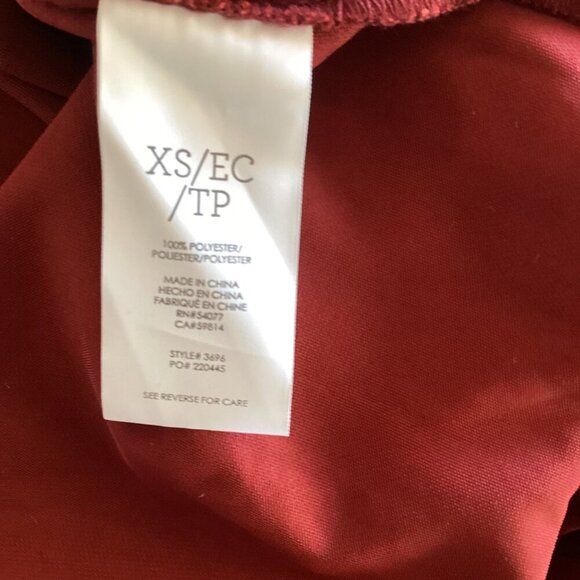 XS/EC
/TP
100% POLYESTER/
POLIESTER/POLYESTER
MADE IN CHINA
HECHO EN CHINA
FABRIQUÉ EN CHINE
RN#54077
CA#59814
STYLE# 3696
PO# 220445
SEE REVERSE FOR CARE